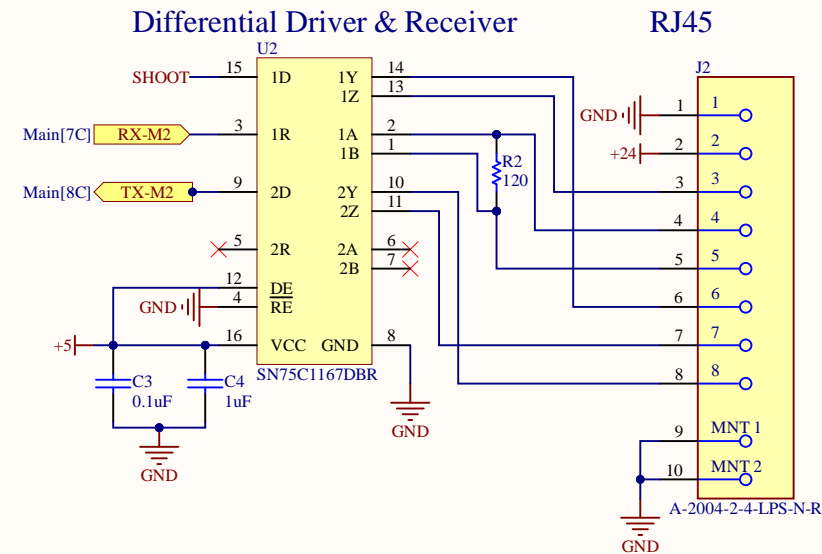 Differential Driver & Receiver
RJ45
U2
J2
SHOOT
15
1D
1Y
14
1Z
13
Main[7C]
RX-M2
3
1R
1A
2
1B
1
Main[8C]
TX-M2
9
2D
2Y
10
2Z
11
5
2R
2A
6
2B
7
12
DE
GND
4
RE
+5
16
VCC
GND
8
SN75C1167DBR
R2
120
C3
0.1uF
C4
1uF
GND
GND
GND
1
1
+24
2
2
3
3
4
4
5
5
6
6
7
7
8
8
9
MNT 1
10
MNT 2
A-2004-2-4-LPS-N-R
GND